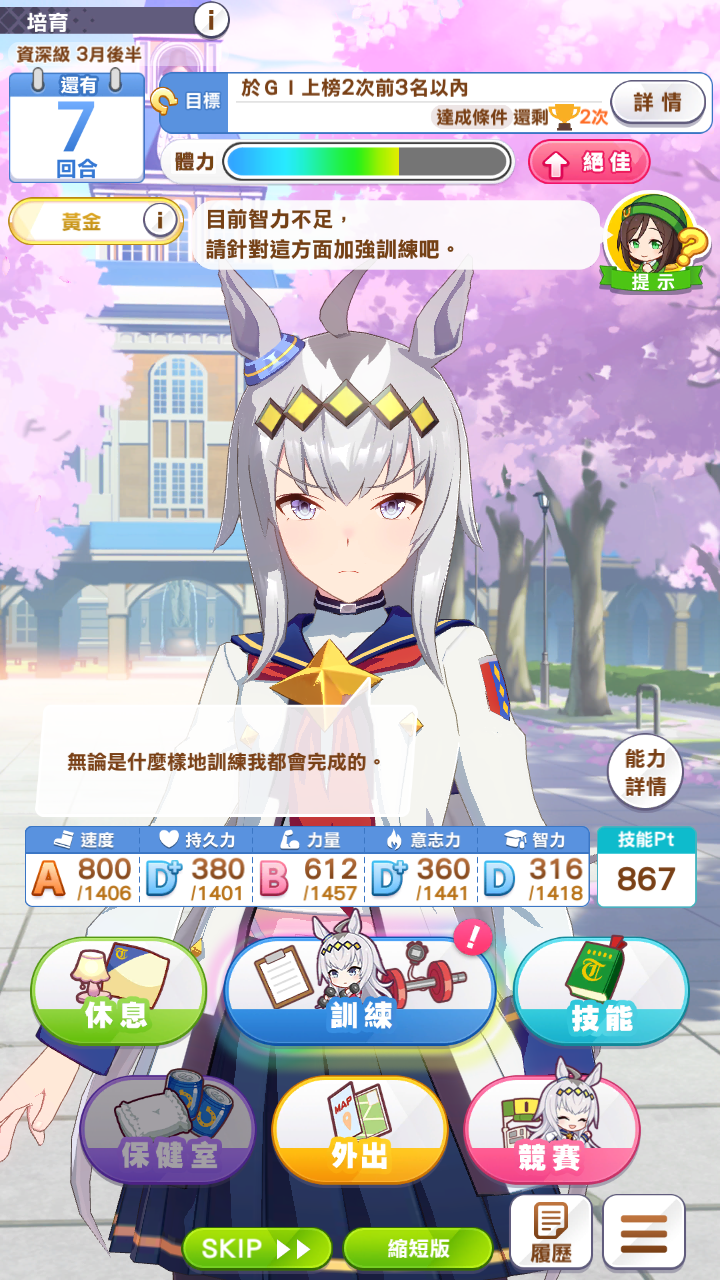 培育
i
資深級 3月後半
還有
7
回合
目標
於GⅠ上榜2次前3名以內
達成條件 還剩 2次
詳情
體力
絕佳
黃金
i
目前智力不足，
請針對這方面加強訓練吧。
提示
無論是什麼樣地訓練我都會完成的。
能力
詳情
速度 持久力 力量 意志力 智力 技能Pt
A 800 /1406
D+ 380 /1401
B 612 /1457
D+ 360 /1441
D 316 /1418
867
休息
訓練
!
技能
保健室
MAP
外出
競賽
SKIP
縮短版
履歷